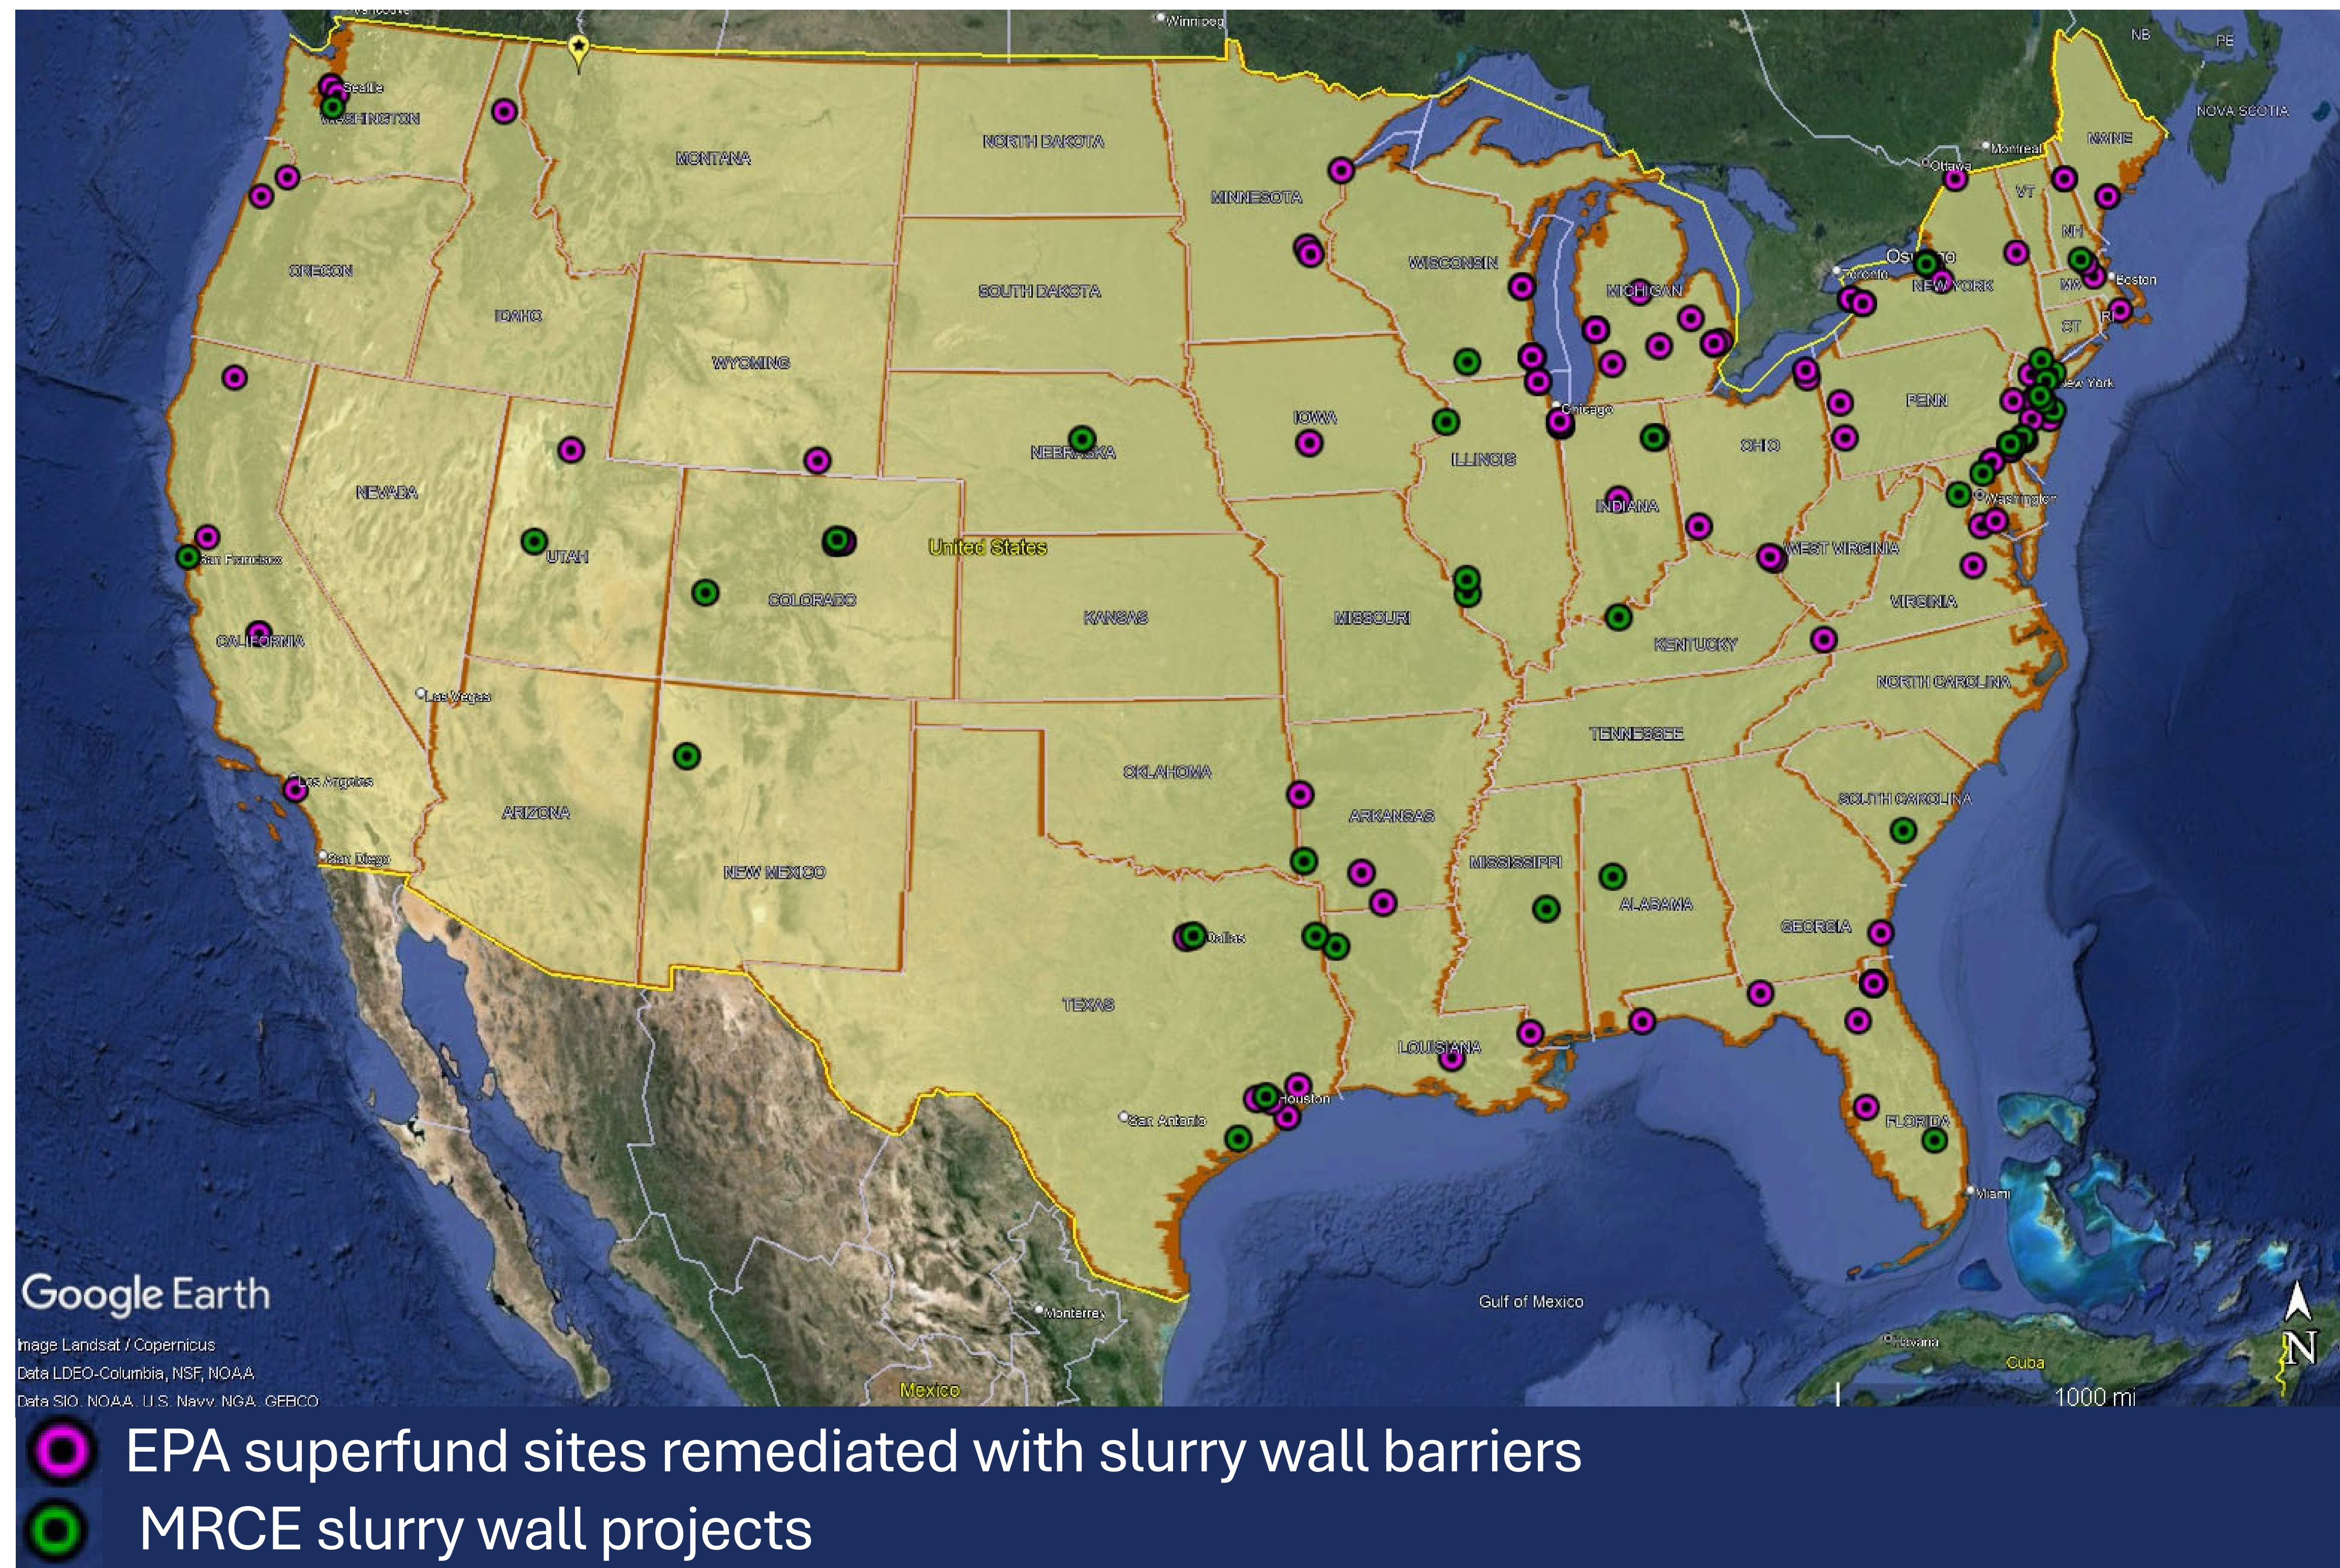 Vancouver
Winnipeg
NB
PE
Seattle
WASHINGTON
NOVA SCOTIA
MONTANA
NORTH DAKOTA
MAINE
Ottawa
Montreal
MINNESOTA
VT
NH
OREGON
WISCONSIN
Toronto
NEW YORK
Boston
MA
SOUTH DAKOTA
MICHIGAN
IDAHO
CT
RI
WYOMING
New York
Chicago
IOWA
PENN
OHIO
NEBRASKA
ILLINOIS
NEVADA
Washington
INDIANA
San Francisco
UTAH
United States
WEST VIRGINIA
COLORADO
VIRGINIA
KANSAS
MISSOURI
CALIFORNIA
KENTUCKY
Las Vegas
NORTH CAROLINA
TENNESSEE
OKLAHOMA
Los Angeles
SOUTH CAROLINA
ARIZONA
ARKANSAS
San Diego
MISSISSIPPI
NEW MEXICO
ALABAMA
GEORGIA
Dallas
TEXAS
LOUISIANA
Houston
San Antonio
FLORIDA
Miami
Google Earth
Gulf of Mexico
Monterrey
Image Landsat / Copernicus
Havana
N
Cuba
Data LDEO-Columbia, NSF, NOAA
Mexico
1000 mi
Data SIO, NOAA, U.S. Navy, NGA, GEBCO
EPA superfund sites remediated with slurry wall barriers
MRCE slurry wall projects